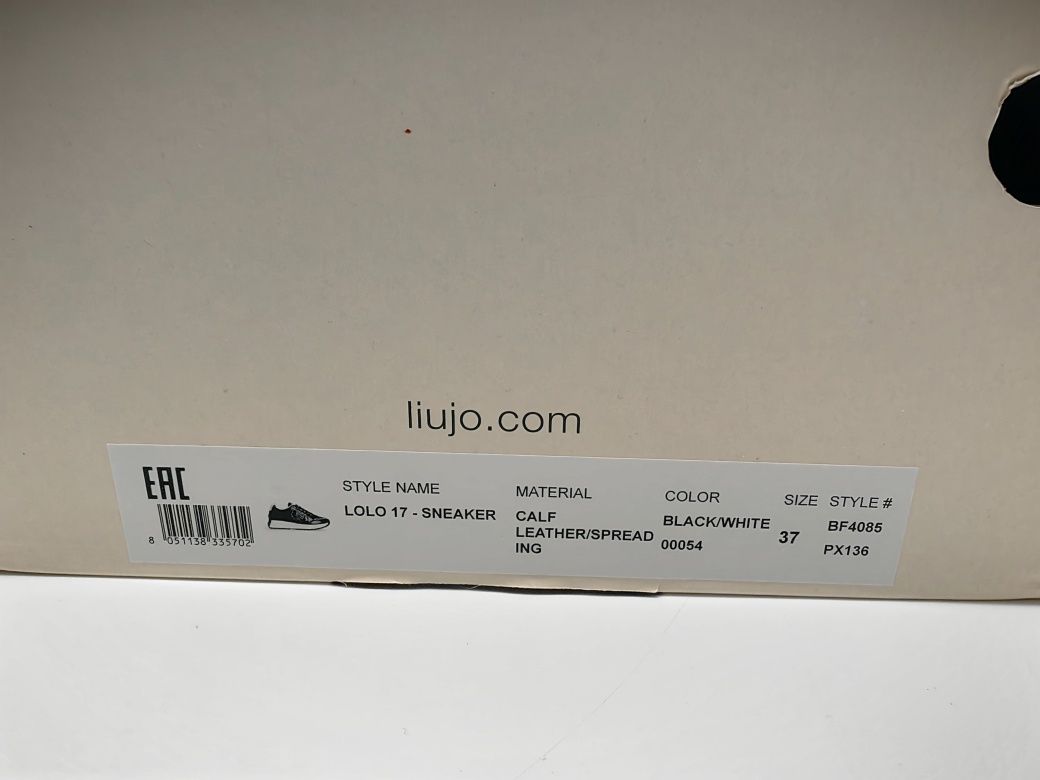 liujo.com
EAC
8 051138 335702
STYLE NAME
LOLO 17 - SNEAKER
MATERIAL
CALF
LEATHER/SPREAD
ING
COLOR
BLACK/WHITE
00054
SIZE
37
STYLE #
BF4085
PX136